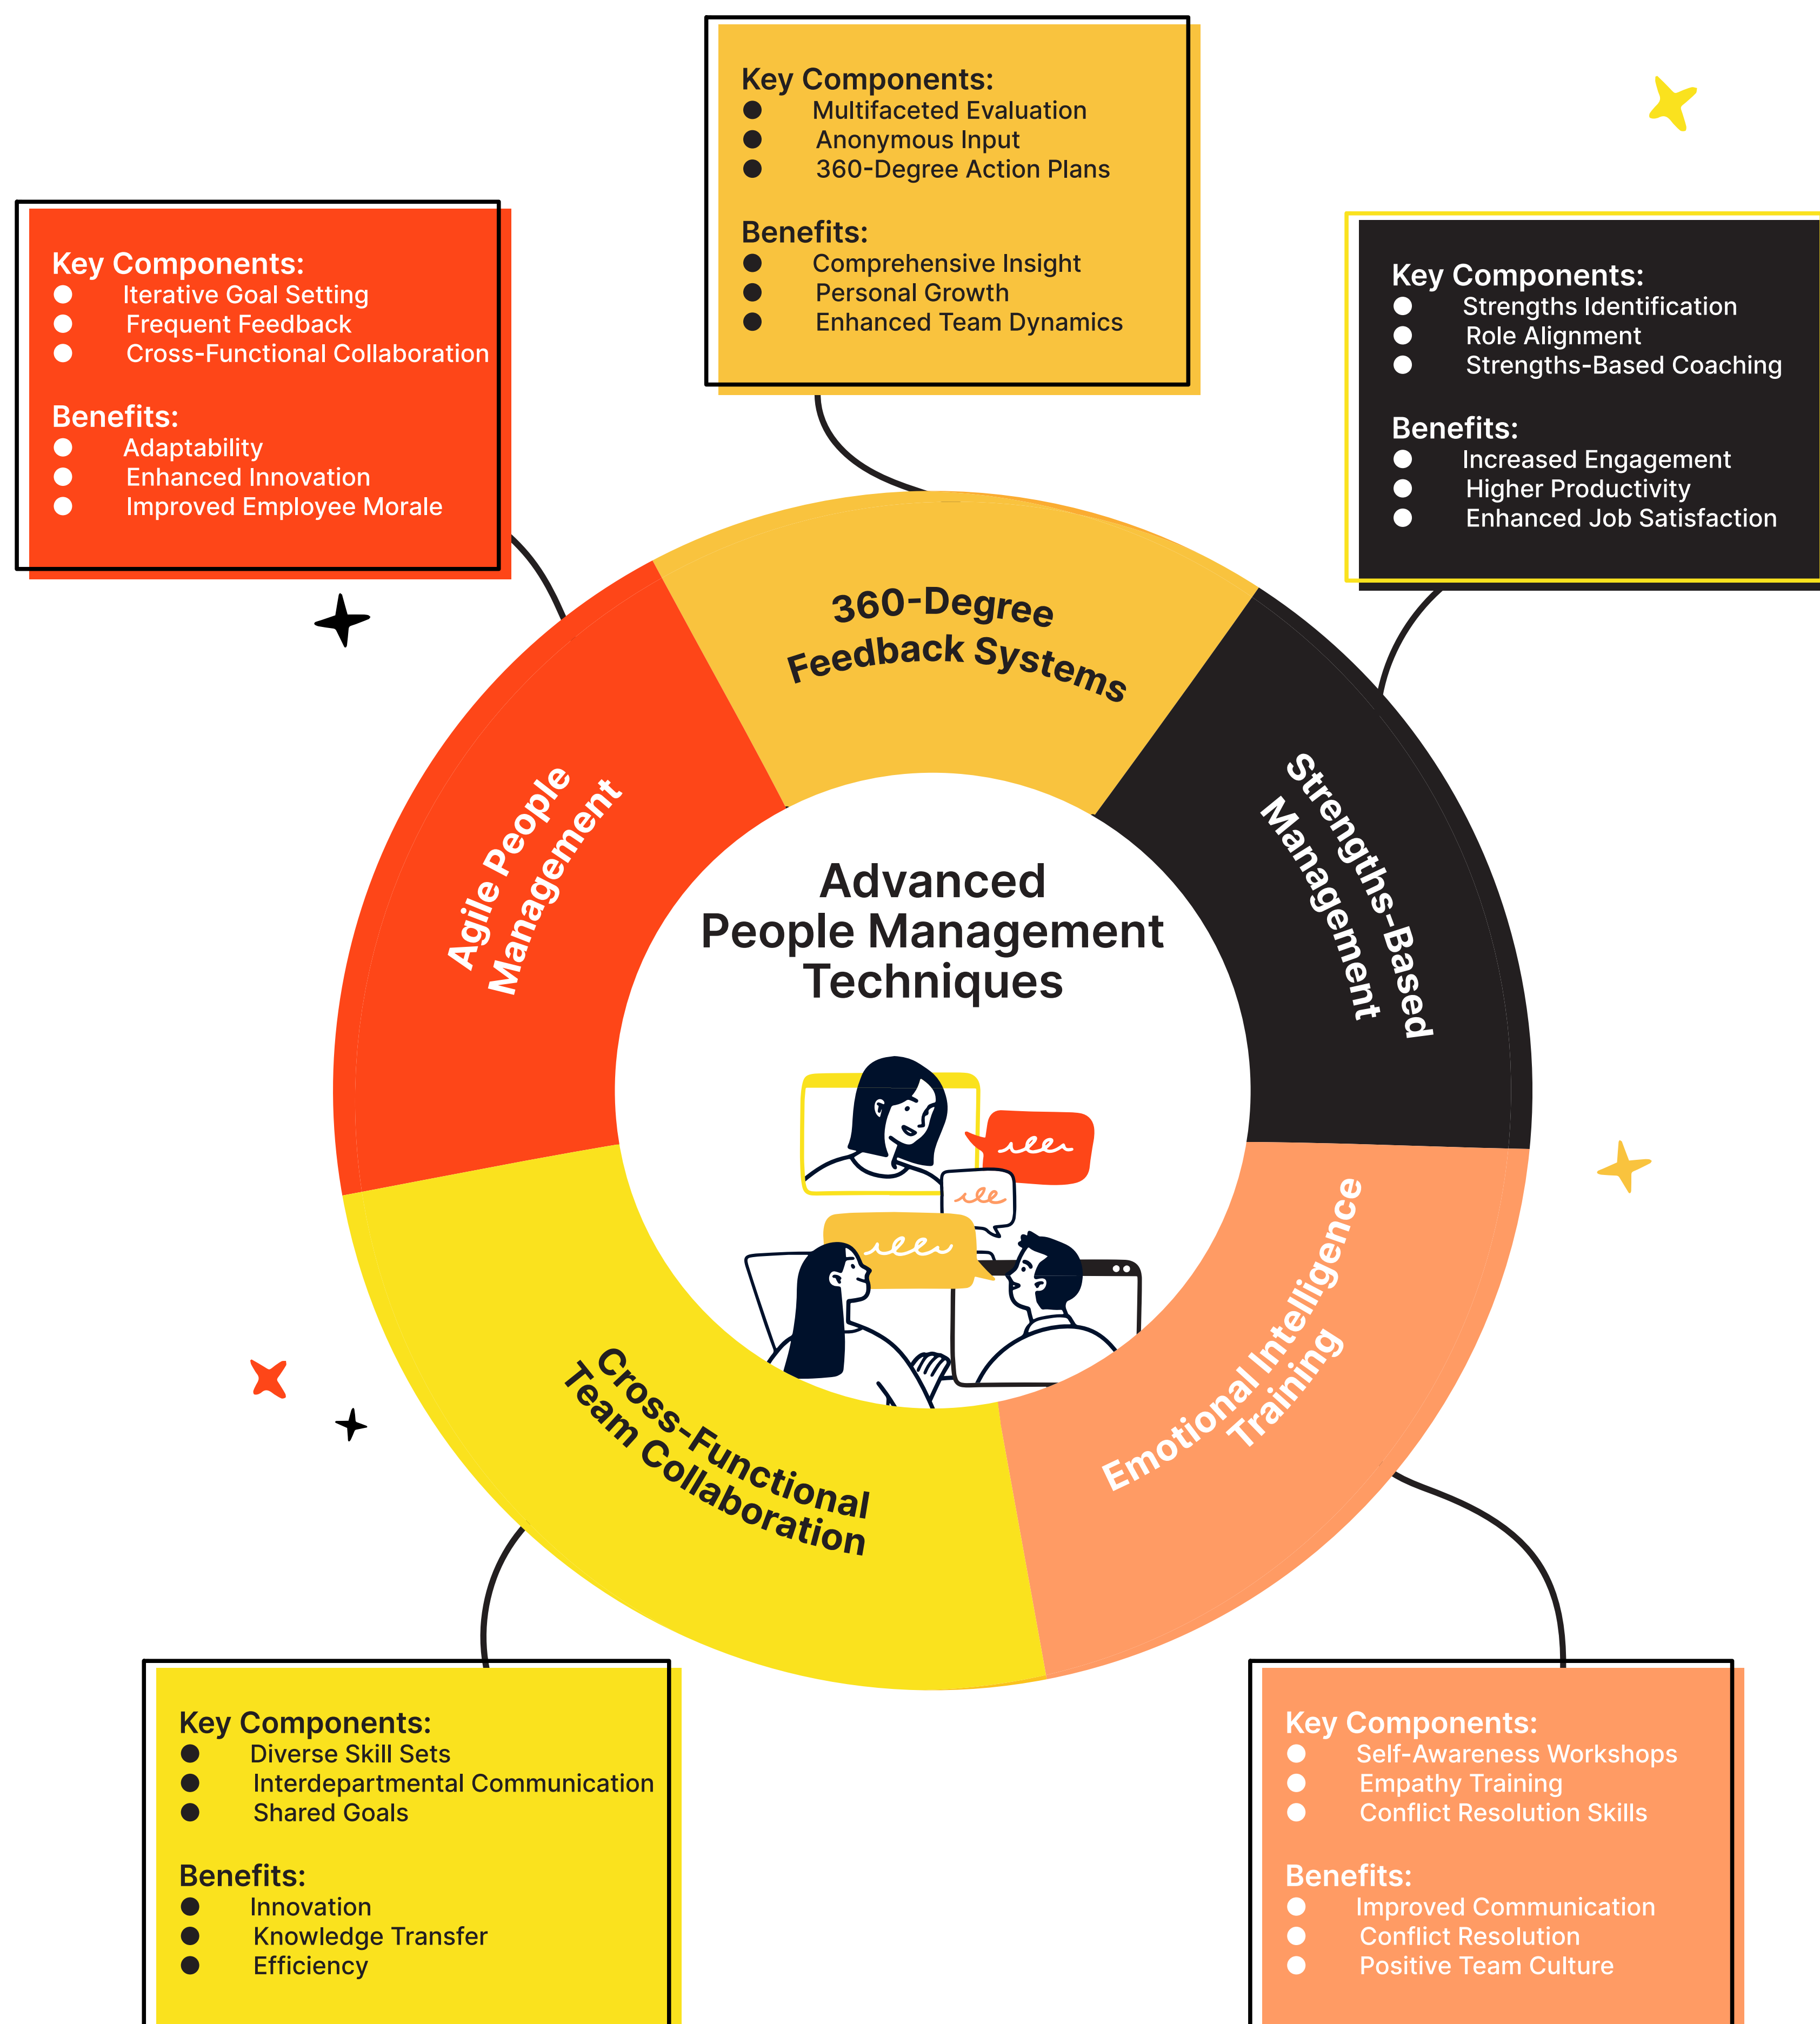 Key Components:
● Multifaceted Evaluation
● Anonymous Input
● 360-Degree Action Plans
Benefits:
● Comprehensive Insight
● Personal Growth
● Enhanced Team Dynamics
Key Components:
● Iterative Goal Setting
● Frequent Feedback
● Cross-Functional Collaboration
Benefits:
● Adaptability
● Enhanced Innovation
● Improved Employee Morale
Key Components:
● Strengths Identification
● Role Alignment
● Strengths-Based Coaching
Benefits:
● Increased Engagement
● Higher Productivity
● Enhanced Job Satisfaction
360-Degree
Feedback Systems
Agile People
Management
Strengths-Based
Management
Advanced
People Management
Techniques
Emotional Intelligence
Training
Cross-Functional
Team Collaboration
Key Components:
● Diverse Skill Sets
● Interdepartmental Communication
● Shared Goals
Benefits:
● Innovation
● Knowledge Transfer
● Efficiency
Key Components:
● Self-Awareness Workshops
● Empathy Training
● Conflict Resolution Skills
Benefits:
● Improved Communication
● Conflict Resolution
● Positive Team Culture